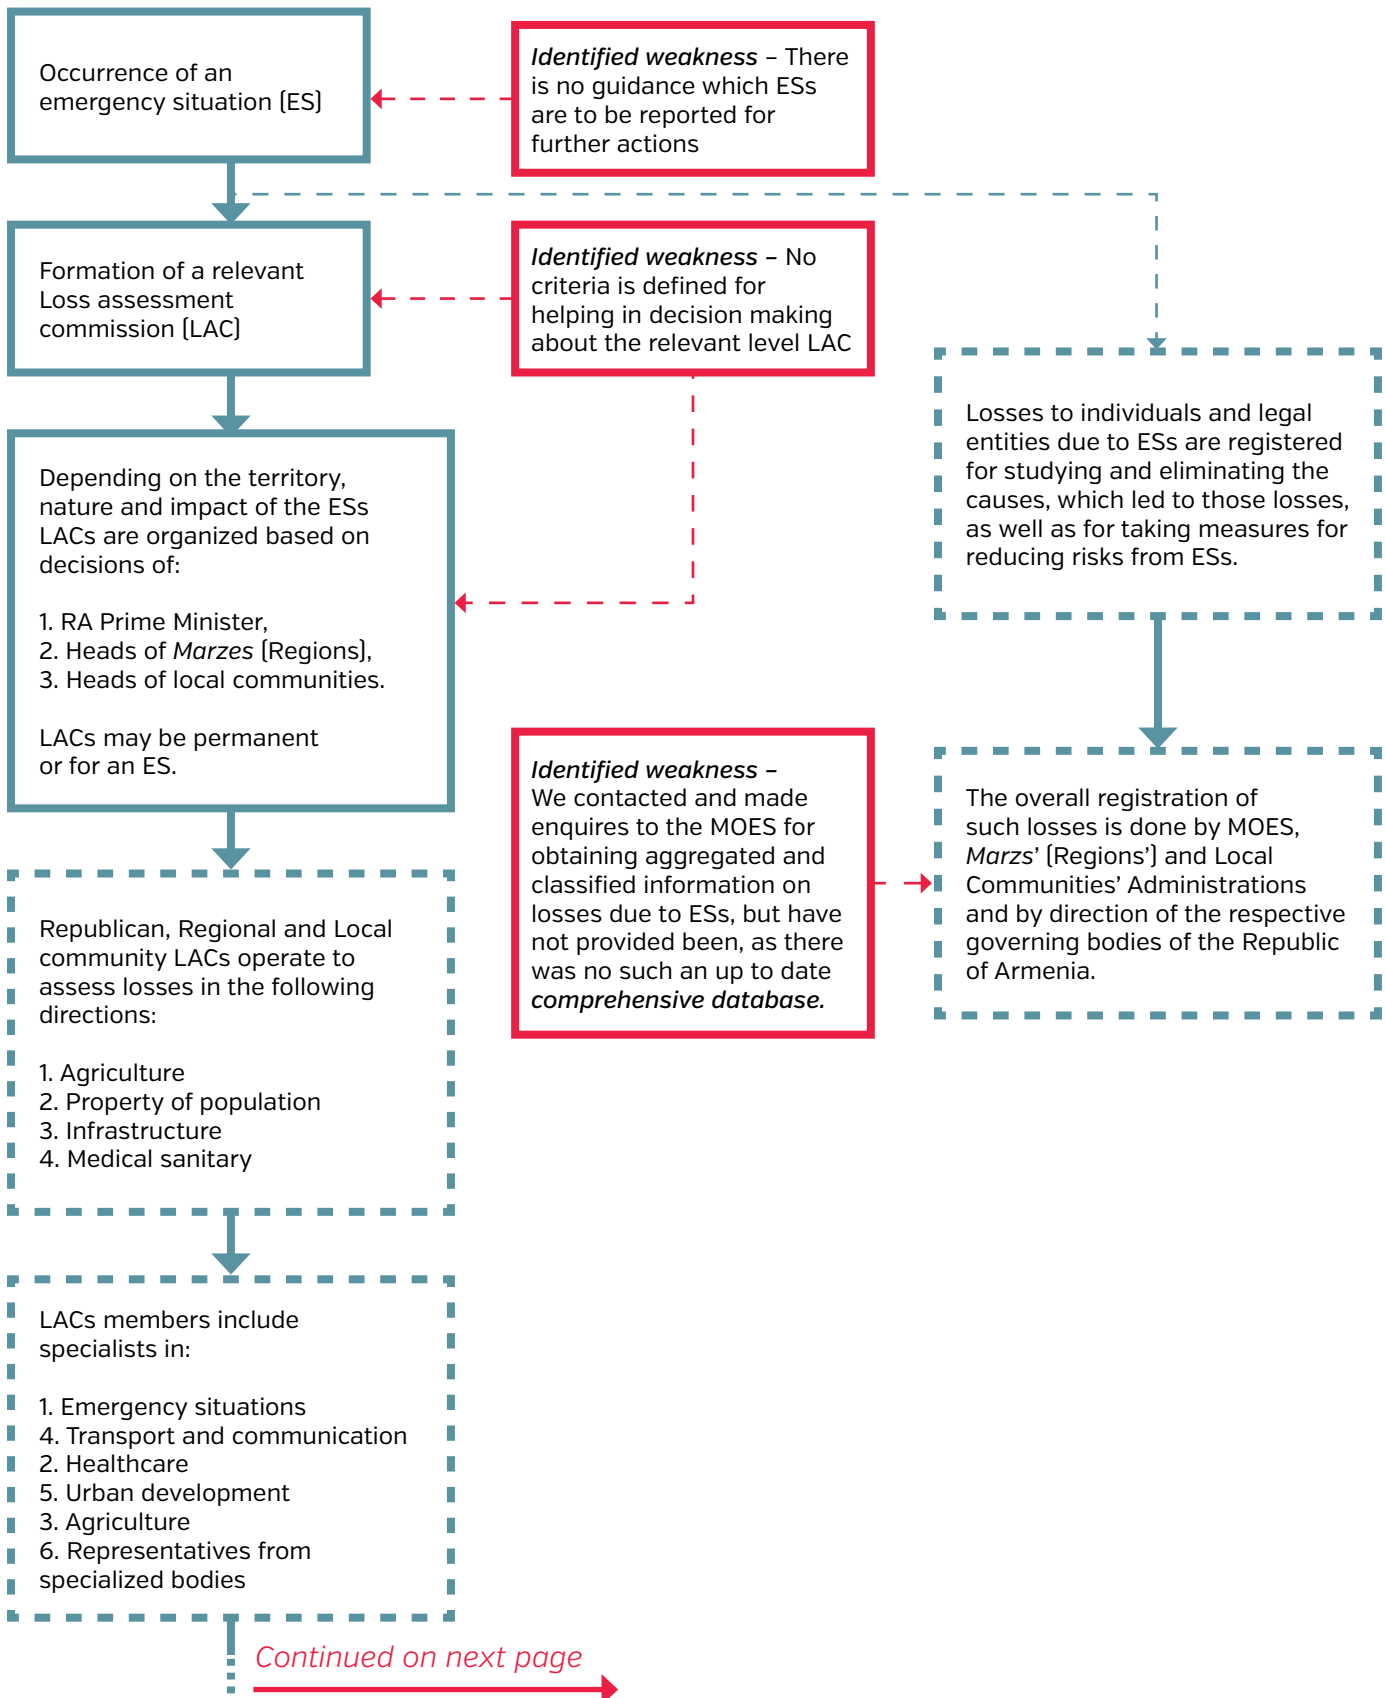 Occurrence of an
emergency situation (ES)
Identified weakness – There
is no guidance which ESs
are to be reported for
further actions
Formation of a relevant
Loss assessment
commission (LAC)
Identified weakness – No
criteria is defined for
helping in decision making
about the relevant level LAC
Losses to individuals and legal
entities due to ESs are registered
for studying and eliminating the
causes, which led to those losses,
as well as for taking measures for
reducing risks from ESs.
Depending on the territory,
nature and impact of the ESs
LACs are organized based on
decisions of:
1. RA Prime Minister,
2. Heads of Marzes (Regions),
3. Heads of local communities.
LACs may be permanent
or for an ES.
Identified weakness –
We contacted and made
enquires to the MOES for
obtaining aggregated and
classified information on
losses due to ESs, but have
not provided been, as there
was no such an up to date
comprehensive database.
The overall registration of
such losses is done by MOES,
Marzs’ (Regions’) and Local
Communities’ Administrations
and by direction of the respective
governing bodies of the Republic
of Armenia.
Republican, Regional and Local
community LACs operate to
assess losses in the following
directions:
1. Agriculture
2. Property of population
3. Infrastructure
4. Medical sanitary
LACs members include
specialists in:
1. Emergency situations
4. Transport and communication
2. Healthcare
5. Urban development
3. Agriculture
6. Representatives from
specialized bodies
Continued on next page